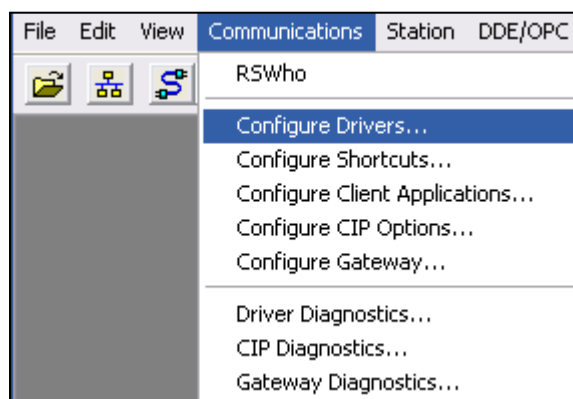 File Edit View Communications Station DDE/OPC
RSWho
Configure Drivers...
Configure Shortcuts...
Configure Client Applications...
Configure CIP Options...
Configure Gateway...
Driver Diagnostics...
CIP Diagnostics...
Gateway Diagnostics...